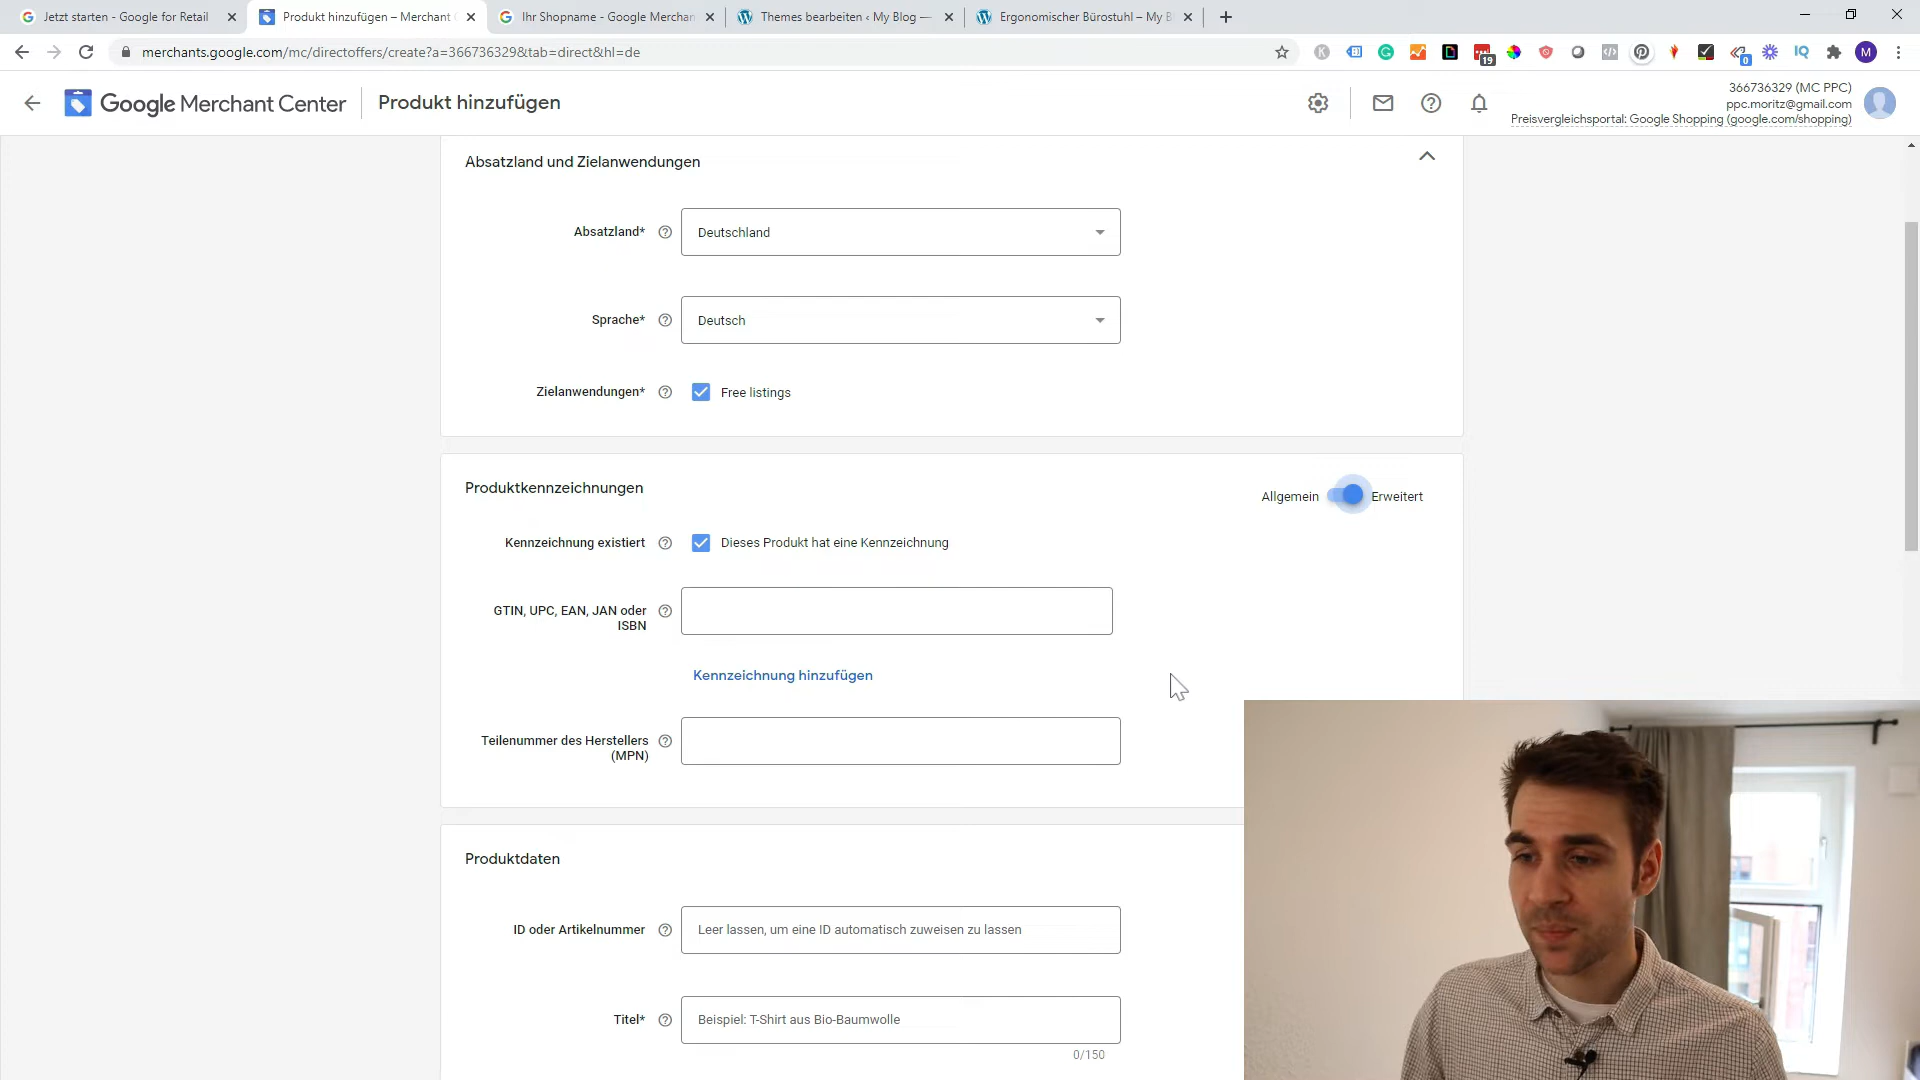 Jetzt starten - Google for Retail
Produkt hinzufügen – Merchant
Ihr Shopname - Google Merchan
Themes bearbeiten ‹ My Blog —
Ergonomischer Bürostuhl – My B
merchants.google.com/mc/directoffers/create?a=366736329&tab=direct&hl=de
19
0
IQ
M
Google Merchant Center
Produkt hinzufügen
366736329 (MC PPC)
ppc.moritz@gmail.com
Preisvergleichsportal: Google Shopping (google.com/shopping)
Absatzland und Zielanwendungen
Absatzland*
Deutschland
Sprache*
Deutsch
Zielanwendungen*
Free listings
Produktkennzeichnungen
Allgemein
Erweitert
Kennzeichnung existiert
Dieses Produkt hat eine Kennzeichnung
GTIN, UPC, EAN, JAN oder
ISBN
Kennzeichnung hinzufügen
Teilenummer des Herstellers
(MPN)
Produktdaten
ID oder Artikelnummer
Leer lassen, um eine ID automatisch zuweisen zu lassen
Titel*
Beispiel: T-Shirt aus Bio-Baumwolle
0/150